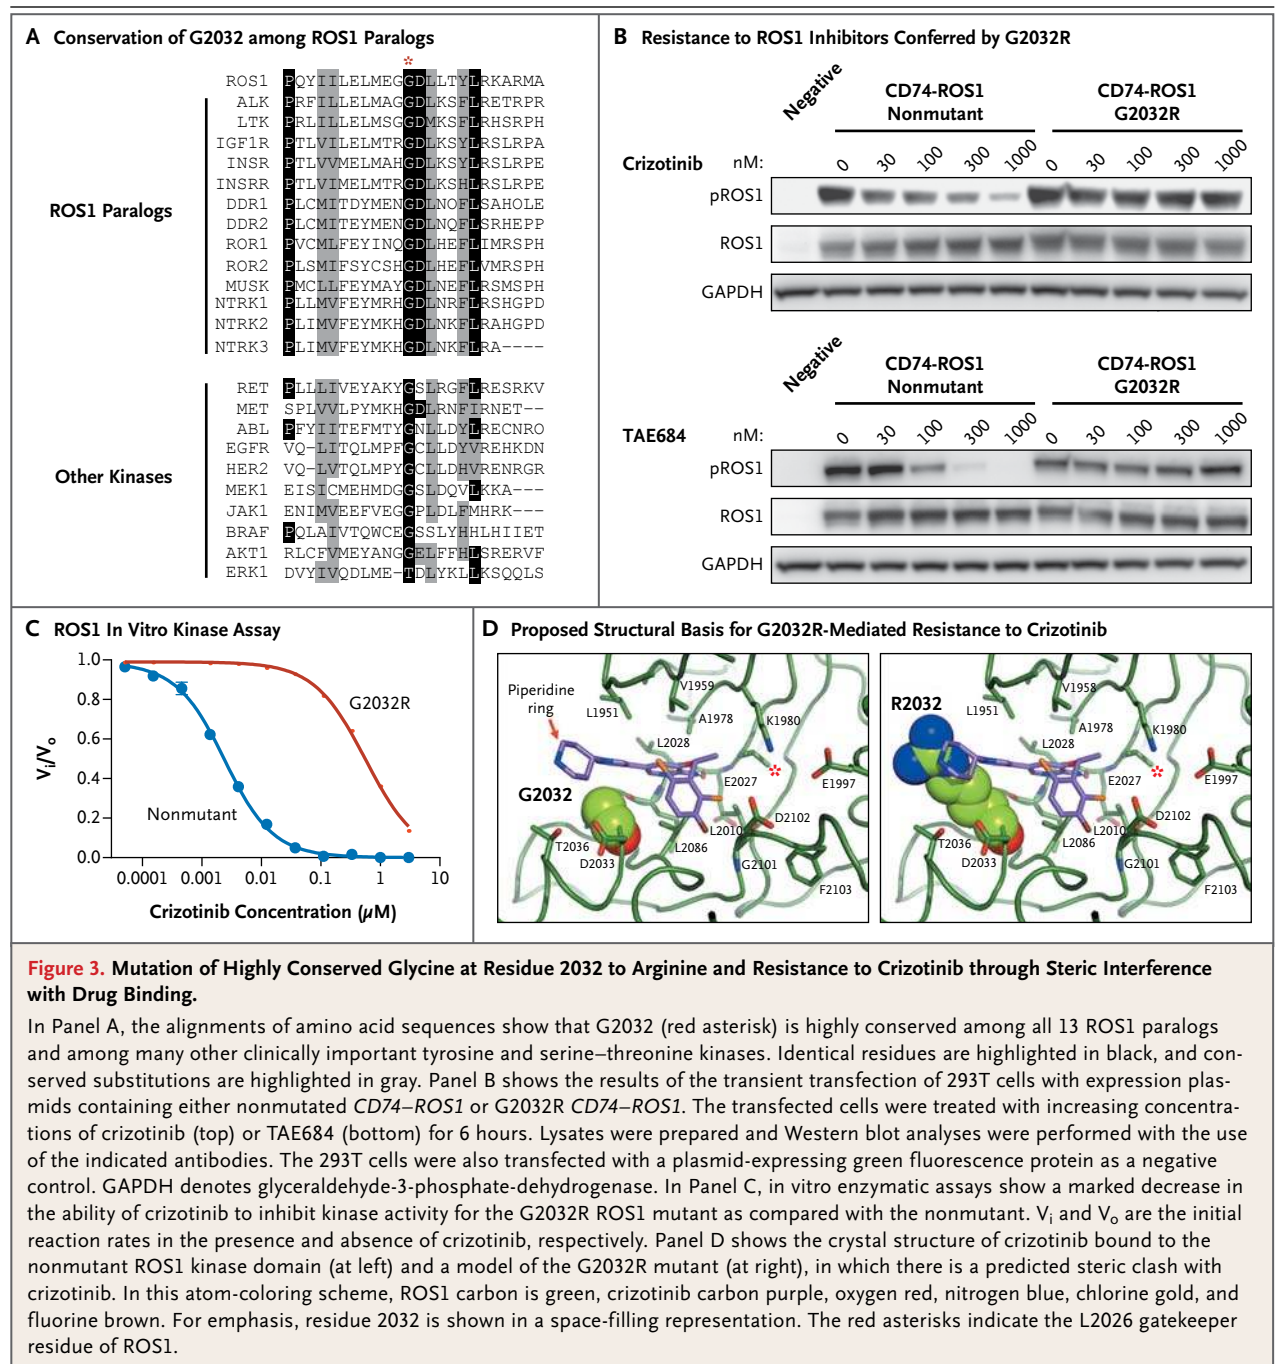 A Conservation of G2032 among ROS1 Paralogs
*
ROS1 PQYIILELMEGGDLLTYLRKARMA
ALK PRFILLELMAGGDLKSFLRETRPR
LTK PRLILLELMSGGDMKSFLRHSRPH
IGF1R PTLVILELMTRGDLKSYLRSLRPA
INSR PTLVVMELMAHGDLKSYLRSLRPE
INSRR PTLVIMELMTRGDLKSHLRSLRPE
DDR1 PLCMITDYMENGDLNQFLSAHQLE
DDR2 PLCMITEYMENGDLNQFLSRHEPP
ROR1 PVCMLFEYINQGDLHEFLIMRSPH
ROR2 PLSMIFSYCSHGDLHEFLVMRSPH
MUSK PMCLLFEYMAYGDLNEFLRSMSPH
NTRK1 PLLMVFEYMRHGDLNRFLRSHGPD
NTRK2 PLIMVFEYMKHGDLNKFLRAHGPD
NTRK3 PLIMVFEYMKHGDLNKFLRA----
ROS1 Paralogs
RET PLLLIVEYAKYGSLRGFLRESRKV
MET SPLVVLPYMKHGDLRNFIRNET--
ABL PFYIITEFMTYGNLLDYLRECNRQ
EGFR VQ-LITQLMPFGCLLDYVREHKDN
HER2 VQ-LVTQLMPYGCLLDHVRENRGR
MEK1 EISICMEHMDGGSLDQVLKKA---
JAK1 ENIMVEEFVEGGPLDLFMHRK---
BRAF PQLAIVTQWCEGSSLYHHLHIIET
AKT1 RLCFVMEYANGGELFFHLSRERVF
ERK1 DVYIVQDLME-TDLYKLLKSQQLS
Other Kinases
B Resistance to ROS1 Inhibitors Conferred by G2032R
Negative
CD74-ROS1
Nonmutant
CD74-ROS1
G2032R
Crizotinib nM: 0 30 100 300 1000 0 30 100 300 1000
pROS1
ROS1
GAPDH
Negative
CD74-ROS1
Nonmutant
CD74-ROS1
G2032R
TAE684 nM: 0 30 100 300 1000 0 30 100 300 1000
pROS1
ROS1
GAPDH
C ROS1 In Vitro Kinase Assay
Vi/Vo
1.0
0.8
0.6
0.4
0.2
0.0
G2032R
Nonmutant
0.0001 0.001 0.01 0.1 1 10
Crizotinib Concentration (µM)
D Proposed Structural Basis for G2032R-Mediated Resistance to Crizotinib
Piperidine
ring
V1959
L1951
A1978
K1980
L2028
*
E2027
E1997
G2032
D2102
L2010
T2036
L2086
D2033
G2101
F2103
R2032
V1958
L1951
A1978
K1980
L2028
*
E2027
E1997
D2102
L2010
T2036
L2086
D2033
G2101
F2103
Figure 3. Mutation of Highly Conserved Glycine at Residue 2032 to Arginine and Resistance to Crizotinib through Steric Interference
with Drug Binding.
In Panel A, the alignments of amino acid sequences show that G2032 (red asterisk) is highly conserved among all 13 ROS1 paralogs
and among many other clinically important tyrosine and serine–threonine kinases. Identical residues are highlighted in black, and con-
served substitutions are highlighted in gray. Panel B shows the results of the transient transfection of 293T cells with expression plas-
mids containing either nonmutated CD74–ROS1 or G2032R CD74–ROS1. The transfected cells were treated with increasing concentra-
tions of crizotinib (top) or TAE684 (bottom) for 6 hours. Lysates were prepared and Western blot analyses were performed with the use
of the indicated antibodies. The 293T cells were also transfected with a plasmid-expressing green fluorescence protein as a negative
control. GAPDH denotes glyceraldehyde-3-phosphate-dehydrogenase. In Panel C, in vitro enzymatic assays show a marked decrease in
the ability of crizotinib to inhibit kinase activity for the G2032R ROS1 mutant as compared with the nonmutant. Vi and Vo are the initial
reaction rates in the presence and absence of crizotinib, respectively. Panel D shows the crystal structure of crizotinib bound to the
nonmutant ROS1 kinase domain (at left) and a model of the G2032R mutant (at right), in which there is a predicted steric clash with
crizotinib. In this atom-coloring scheme, ROS1 carbon is green, crizotinib carbon purple, oxygen red, nitrogen blue, chlorine gold, and
fluorine brown. For emphasis, residue 2032 is shown in a space-filling representation. The red asterisks indicate the L2026 gatekeeper
residue of ROS1.